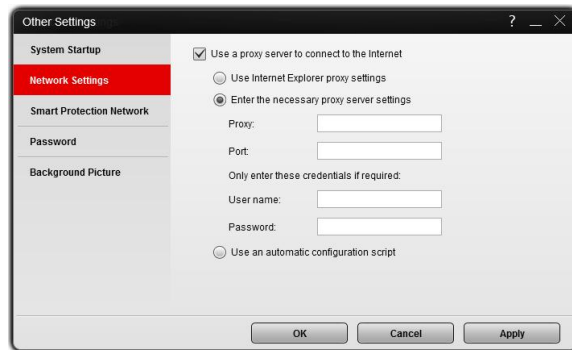 Other Settings
? _ X
System Startup
Network Settings
Smart Protection Network
Password
Background Picture
Use a proxy server to connect to the Internet
Use Internet Explorer proxy settings
Enter the necessary proxy server settings
Proxy:
Port:
Only enter these credentials if required:
User name:
Password:
Use an automatic configuration script
OK
Cancel
Apply